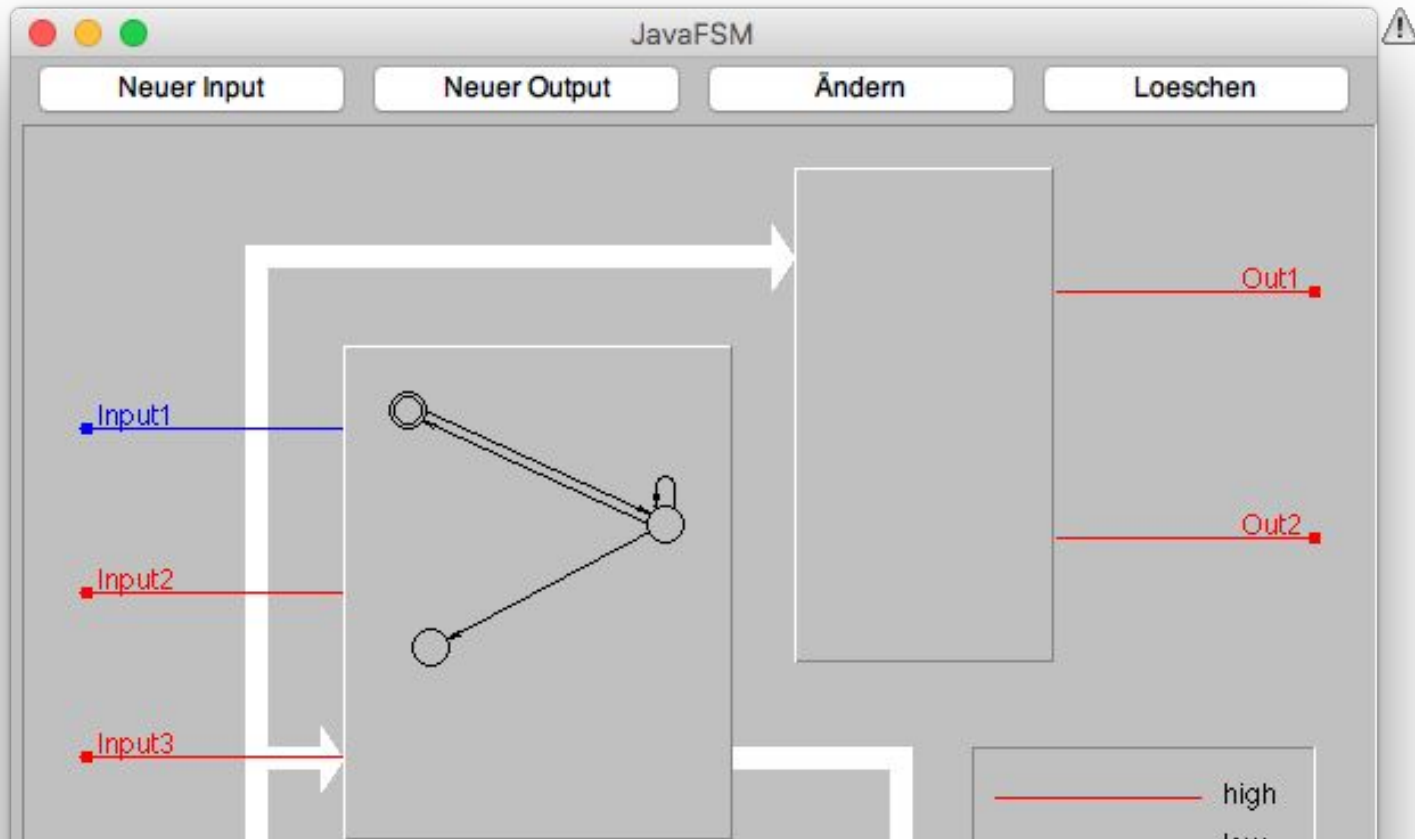 JavaFSM
Neuer Input
Neuer Output
Ändern
Loeschen
Out1
Input1
Out2
Input2
Input3
high